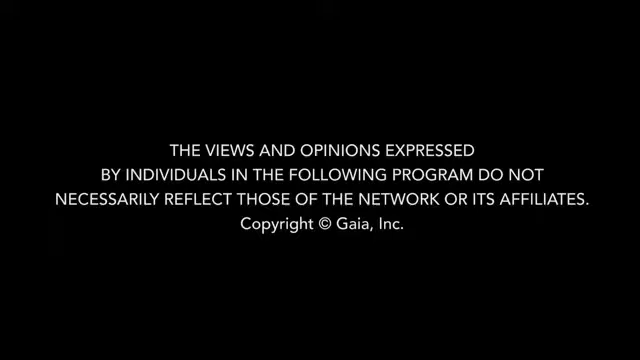 THE VIEWS AND OPINIONS EXPRESSED
BY INDIVIDUALS IN THE FOLLOWING PROGRAM DO NOT
NECESSARILY REFLECT THOSE OF THE NETWORK OR ITS AFFILIATES.
Copyright © Gaia, Inc.